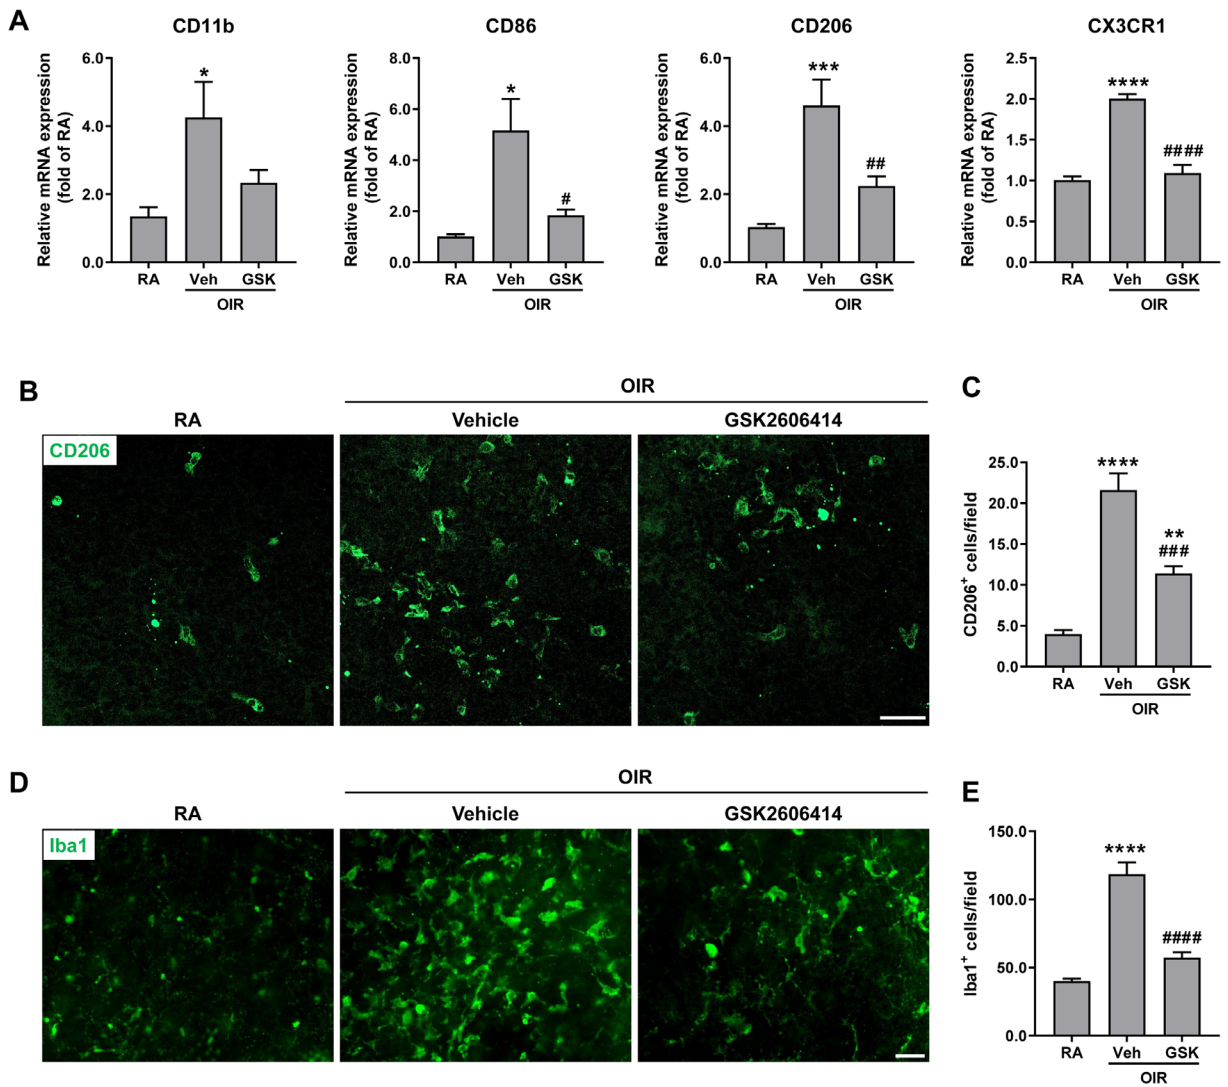 A
CD11b
Relative mRNA expression
(fold of RA)
6.0
4.0
2.0
0.0
*
RA
Veh
GSK
OIR
CD86
Relative mRNA expression
(fold of RA)
8.0
6.0
4.0
2.0
0.0
*
#
RA
Veh
GSK
OIR
CD206
Relative mRNA expression
(fold of RA)
6.0
4.0
2.0
0.0
***
##
RA
Veh
GSK
OIR
CX3CR1
Relative mRNA expression
(fold of RA)
2.5
2.0
1.5
1.0
0.5
0.0
****
####
RA
Veh
GSK
OIR
B
OIR
RA
Vehicle
GSK2606414
CD206
C
CD206+ cells/field
25.0
20.0
15.0
10.0
5.0
0.0
****
**
###
RA
Veh
GSK
OIR
D
OIR
RA
Vehicle
GSK2606414
Iba1
E
Iba1+ cells/field
150.0
100.0
50.0
0.0
****
####
RA
Veh
GSK
OIR